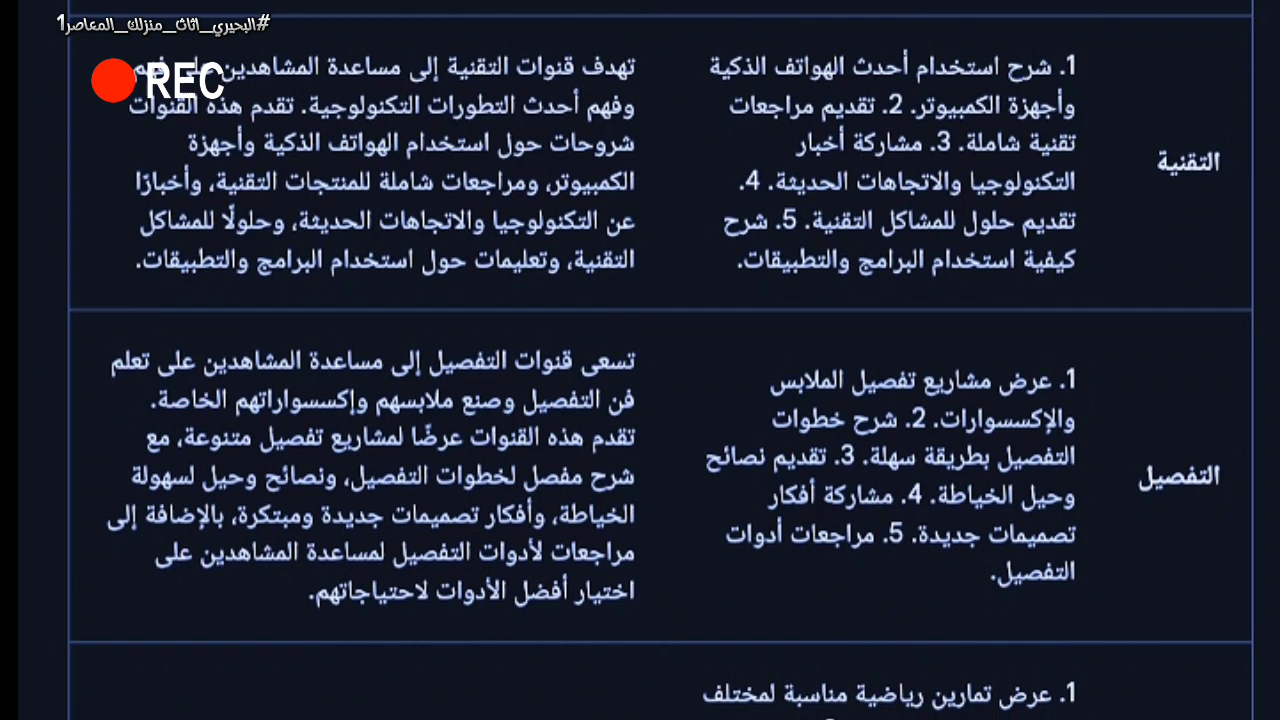 #البحيري_اثاث_منزلك_المعاصر1
REC
التقنية
1. شرح استخدام أحدث الهواتف الذكية
وأجهزة الكمبيوتر. 2. تقديم مراجعات
تقنية شاملة. 3. مشاركة أخبار
التكنولوجيا والاتجاهات الحديثة. 4.
تقديم حلول للمشاكل التقنية. 5. شرح
كيفية استخدام البرامج والتطبيقات.
تهدف قنوات التقنية إلى مساعدة المشاهدين
وفهم أحدث التطورات التكنولوجية. تقدم هذه القنوات
شروحات حول استخدام الهواتف الذكية وأجهزة
الكمبيوتر، ومراجعات شاملة للمنتجات التقنية، وأخبارًا
عن التكنولوجيا والاتجاهات الحديثة، وحلولًا للمشاكل
التقنية، وتعليمات حول استخدام البرامج والتطبيقات.
التفصيل
1. عرض مشاريع تفصيل الملابس
والإكسسوارات. 2. شرح خطوات
التفصيل بطريقة سهلة. 3. تقديم نصائح
وحيل الخياطة. 4. مشاركة أفكار
تصميمات جديدة. 5. مراجعات أدوات
التفصيل.
تسعى قنوات التفصيل إلى مساعدة المشاهدين على تعلم
فن التفصيل وصنع ملابسهم وإكسسواراتهم الخاصة.
تقدم هذه القنوات عرضًا لمشاريع تفصيل متنوعة، مع
شرح مفصل لخطوات التفصيل، ونصائح وحيل لسهولة
الخياطة، وأفكار تصميمات جديدة ومبتكرة، بالإضافة إلى
مراجعات لأدوات التفصيل لمساعدة المشاهدين على
اختيار أفضل الأدوات لاحتياجاتهم.
1. عرض تمارين رياضية مناسبة لمختلف